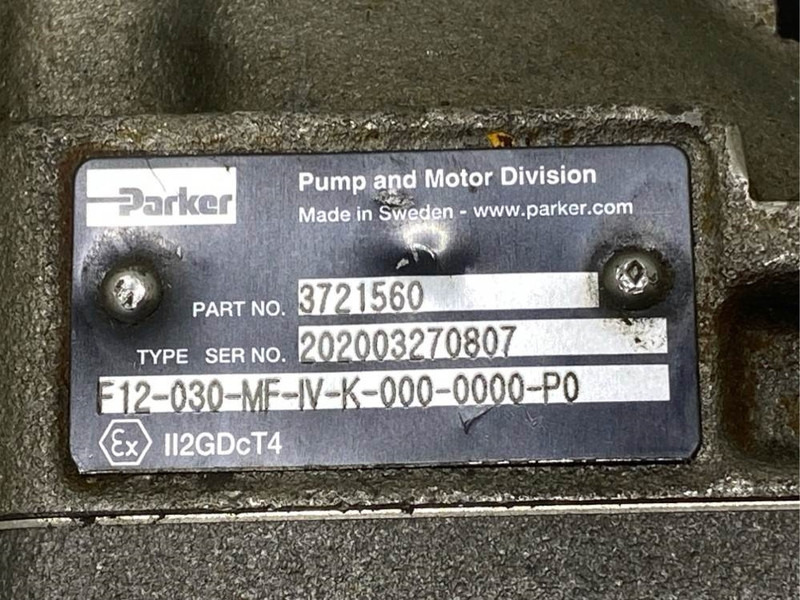 Parker
Pump and Motor Division
Made in Sweden - www.parker.com
PART NO. 3721560
TYPE SER NO. 202003270807
F12-030-MF-IV-K-000-0000-P0
Ex II2GDcT4